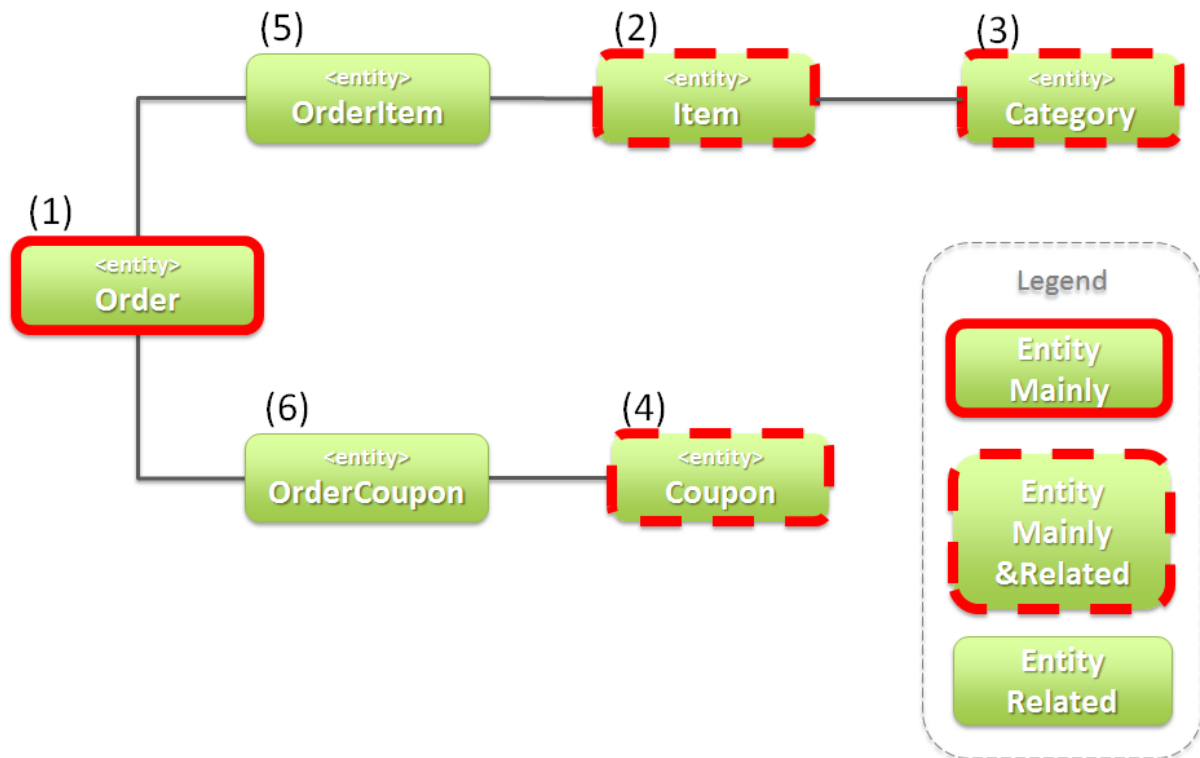 (5)
<entity>
OrderItem
(2)
<entity>
Item
(3)
<entity>
Category
(1)
<entity>
Order
(6)
<entity>
OrderCoupon
(4)
<entity>
Coupon
Legend
Entity
Mainly
Entity
Mainly
&Related
Entity
Related